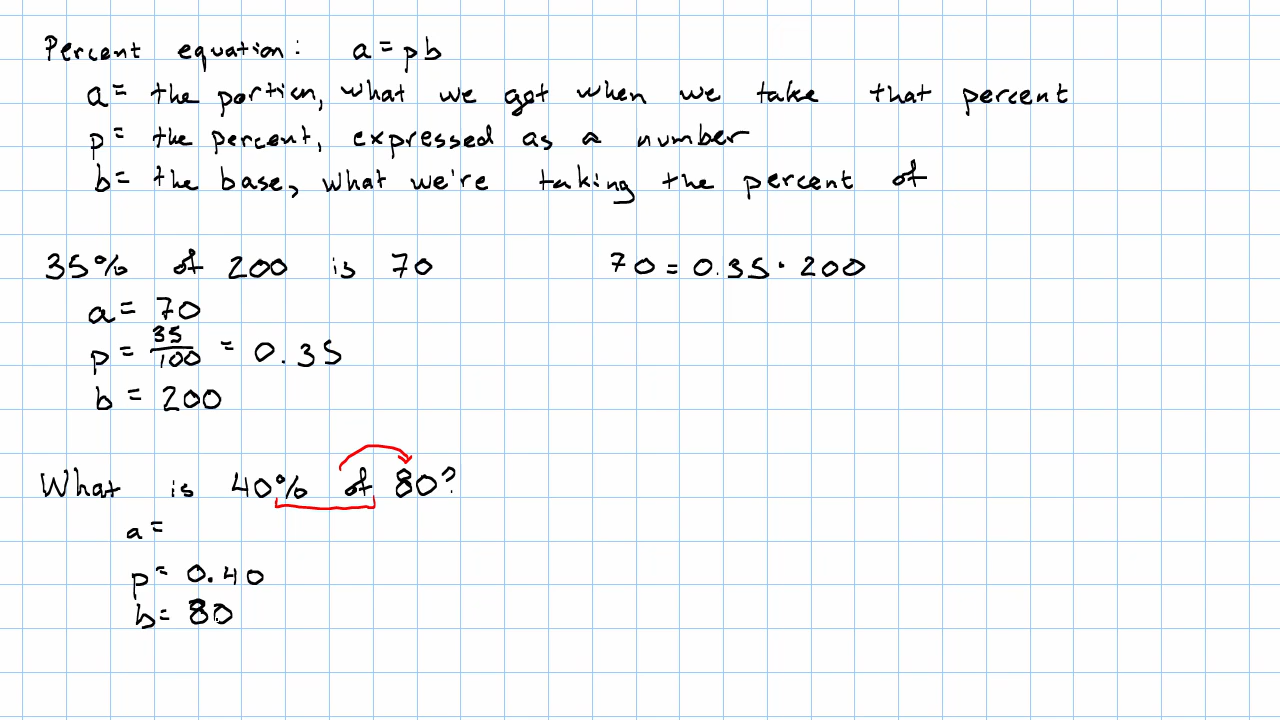 Percent equation: a = pb
a = the portion, what we got when we take that percent
p = the percent, expressed as a number
b = the base, what we're taking the percent of
35% of 200 is 70
70 = 0.35 · 200
a = 70
p = 35/100 = 0.35
b = 200
What is 40% of 80?
a =
p = 0.40
b = 80